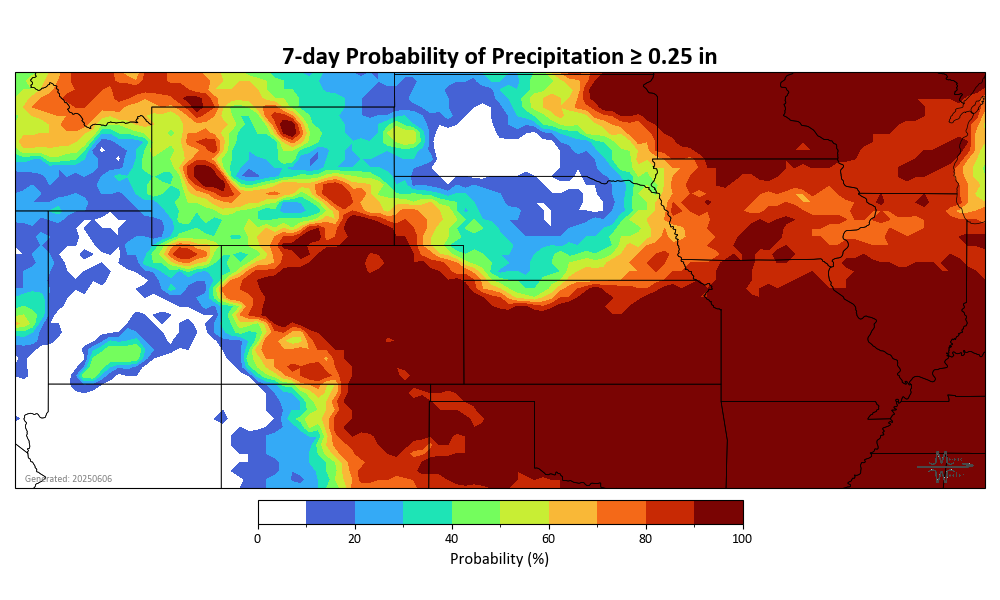 7-day Probability of Precipitation ≥ 0.25 in
Generated: 20250606
0 20 40 60 80 100
Probability (%)